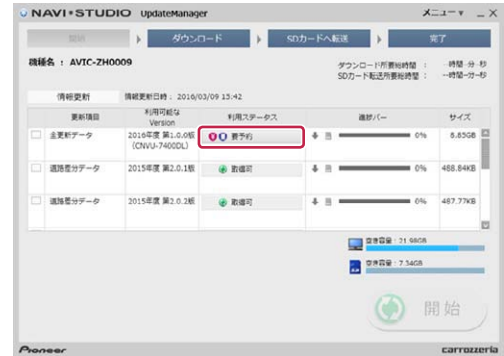 NAVI*STUDIO UpdateManager
メニュー
開始
ダウンロード
SDカードへ転送
完了
機種名 : AVIC-ZH0009
ダウンロード所要総時間 : --時間--分--秒
SDカード転送所要総時間 : --時間--分--秒
情報更新
情報更新日時 : 2016/03/09 15:42
更新項目
利用可能な
Version
利用ステータス
進捗バー
サイズ
全更新データ
2016年度 第1.0.0版
(CNVU-7400DL)
要予約
0%
8.85GB
道路差分データ
2015年度 第2.0.1版
取得可
0%
488.84KB
道路差分データ
2015年度 第2.0.2版
取得可
0%
487.77KB
空き容量 : 21.98GB
空き容量 : 7.34GB
開始
Pioneer
carrozzeria